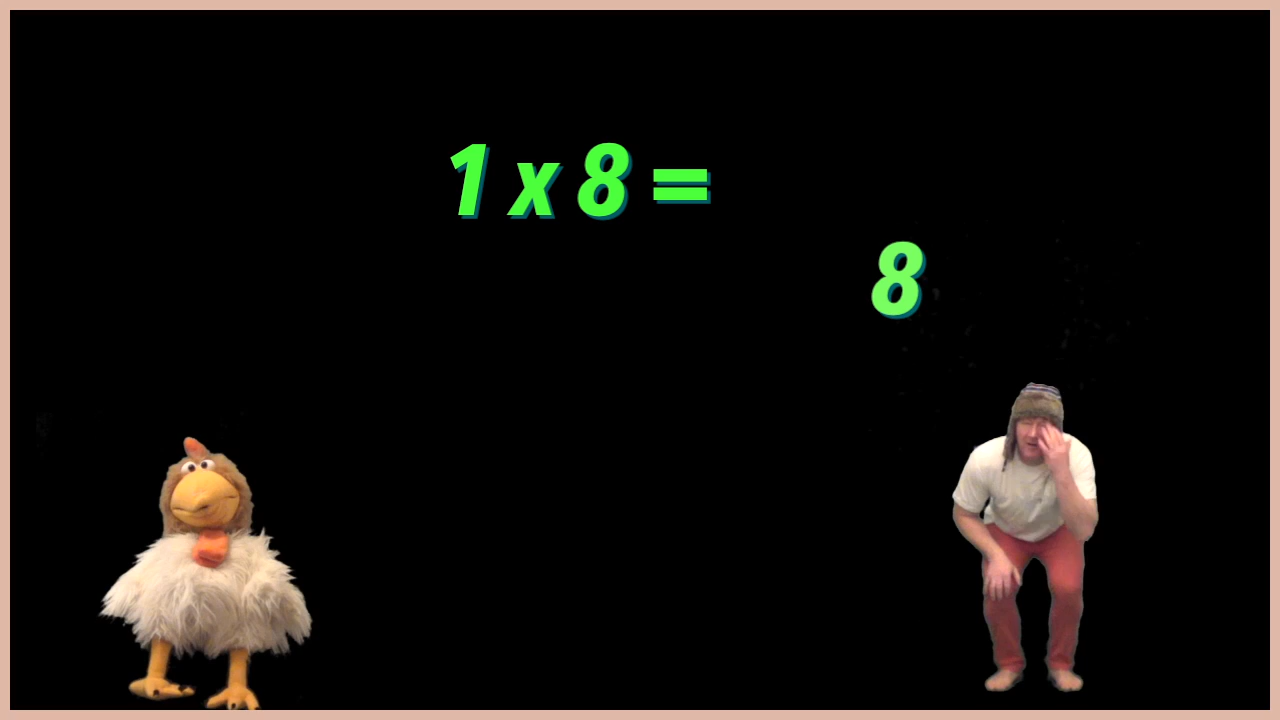 1 x 8 =
8